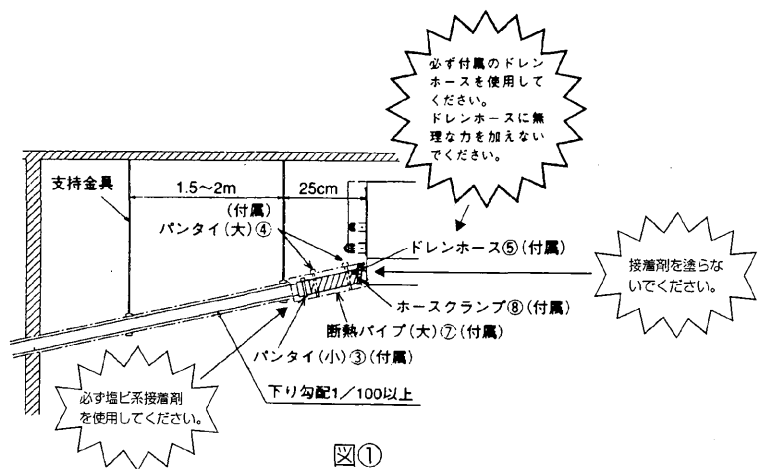 必ず付属のドレン
ホースを使用して
ください。
ドレンホースに無
理な力を加えない
でください。
支持金具
1.5〜2m
25cm
(付属)
バンタイ(大)④
ドレンホース⑤(付属)
接着剤を塗らな
いでください。
ホースクランプ⑧(付属)
断熱パイプ(大)⑦(付属)
バンタイ(小)③(付属)
必ず塩ビ系接着剤
を使用してください。
下り勾配1/100以上
図①